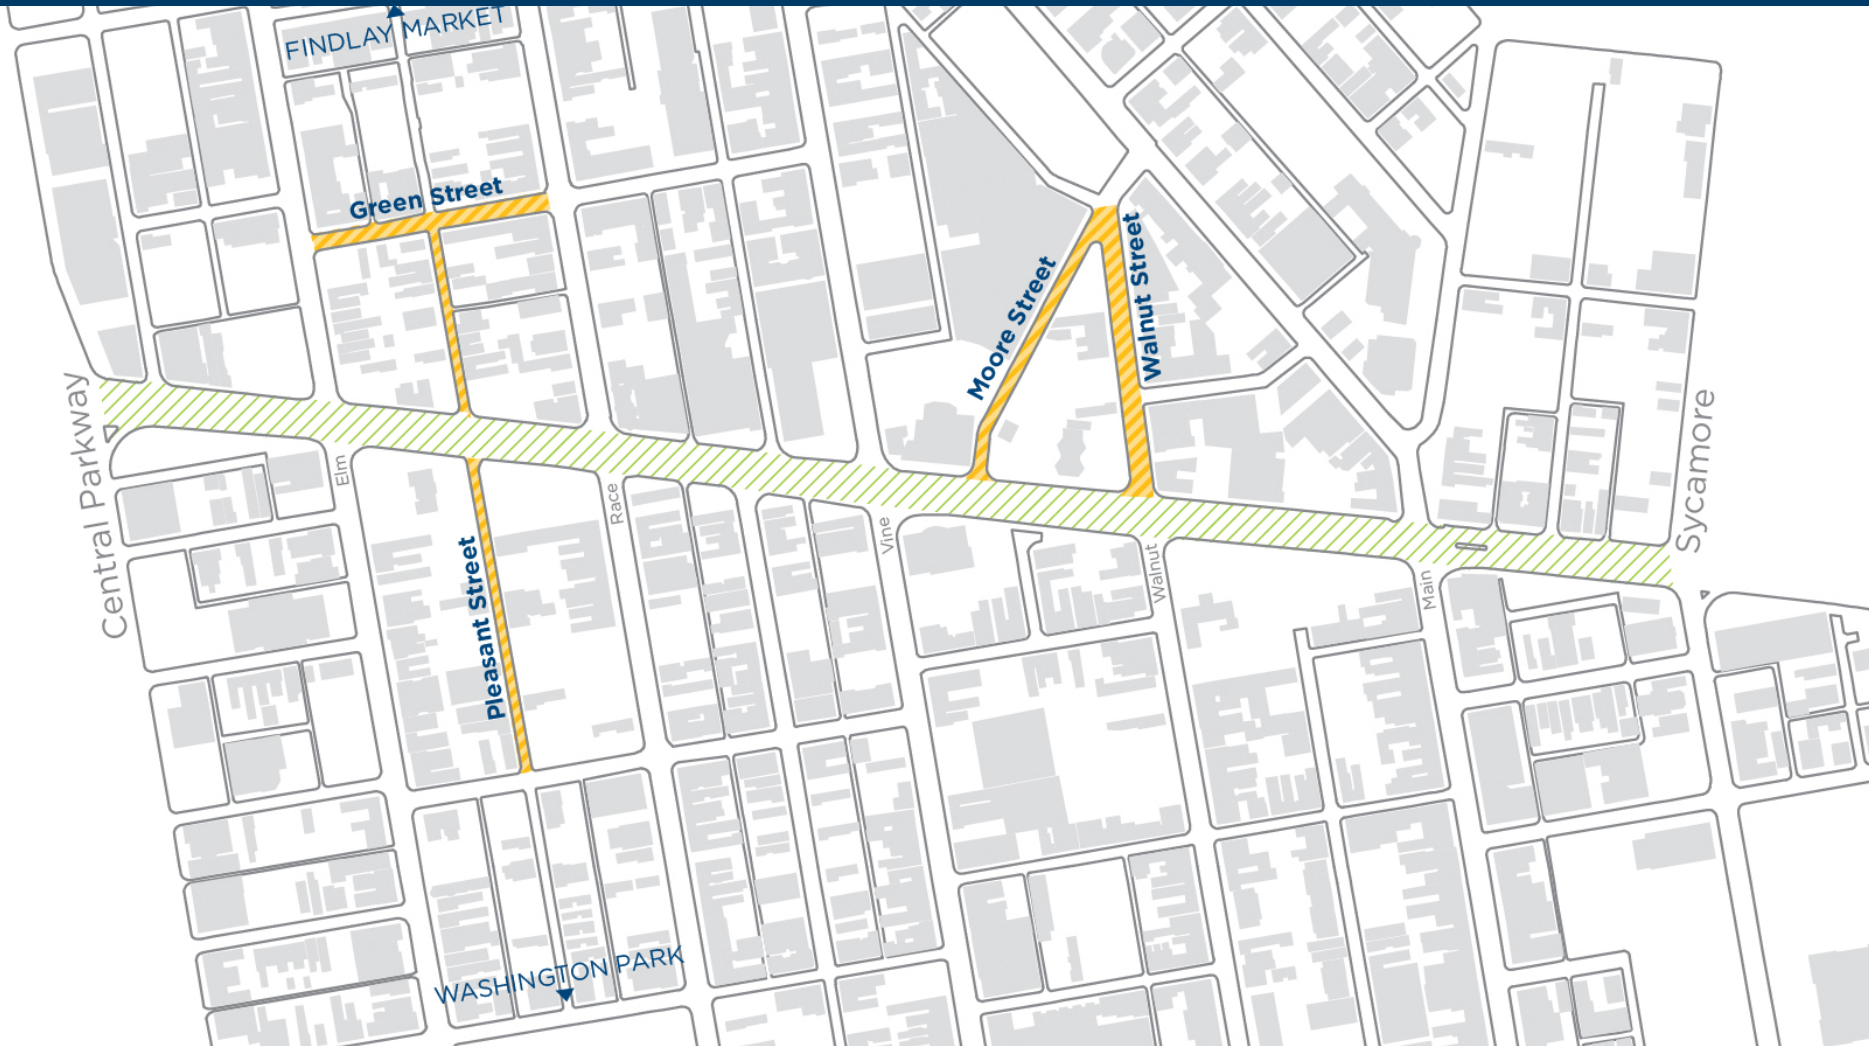 FINDLAY MARKET
Green Street
Moore Street
Walnut Street
Central Parkway
Elm
Race
Vine
Walnut
Main
Sycamore
Pleasant Street
WASHINGTON PARK